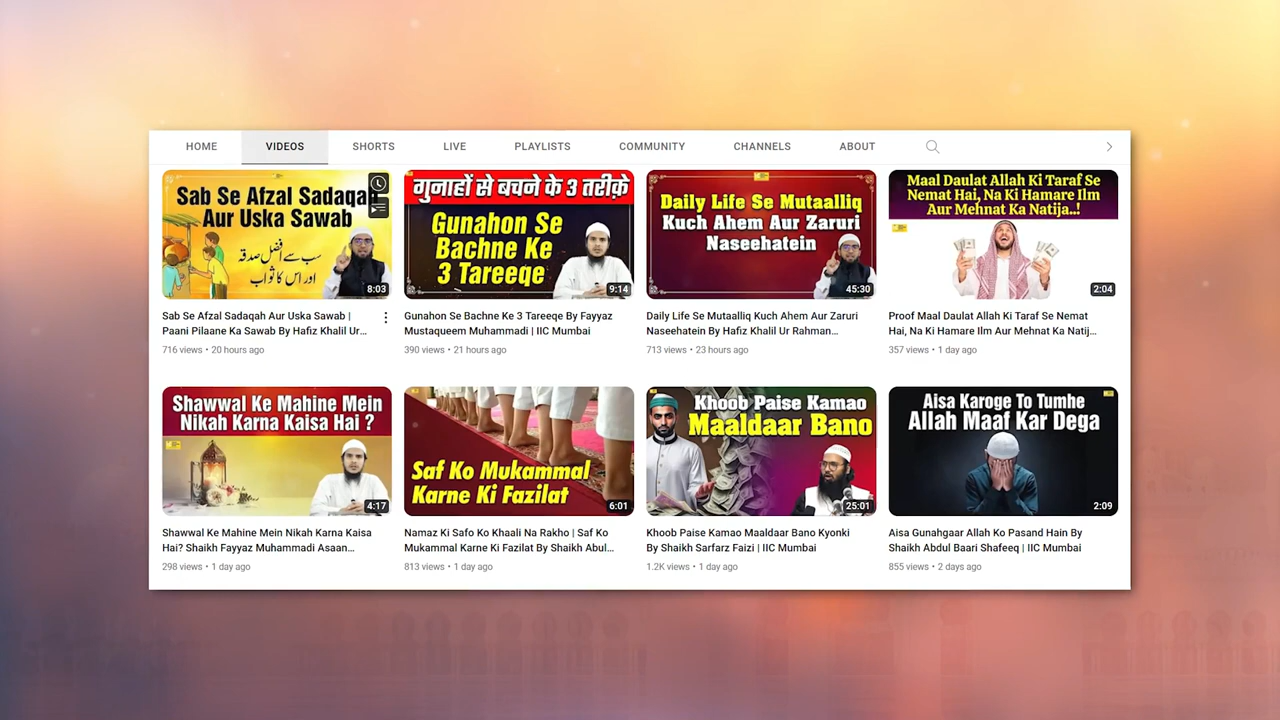 HOME VIDEOS SHORTS LIVE PLAYLISTS COMMUNITY CHANNELS ABOUT
Sab Se Afzal Sadaqah
Aur Uska Sawab
سب سے افضل صدقہ
اور اس کا ثواب
8:03
गुनाहों से बचने के 3 तरीक़े
Gunahon Se
Bachne Ke
3 Tareeqe
9:14
Daily Life Se Mutaalliq
Kuch Ahem Aur Zaruri
Naseehatein
45:30
Maal Daulat Allah Ki Taraf Se
Nemat Hai, Na Ki Hamare Ilm
Aur Mehnat Ka Natija..!
2:04
Sab Se Afzal Sadaqah Aur Uska Sawab |
Paani Pilaane Ka Sawab By Hafiz Khalil Ur...
716 views • 20 hours ago
Gunahon Se Bachne Ke 3 Tareeqe By Fayyaz
Mustaqueem Muhammadi | IIC Mumbai
390 views • 21 hours ago
Daily Life Se Mutaalliq Kuch Ahem Aur Zaruri
Naseehatein By Hafiz Khalil Ur Rahman...
713 views • 23 hours ago
Proof Maal Daulat Allah Ki Taraf Se Nemat
Hai, Na Ki Hamare Ilm Aur Mehnat Ka Natij...
357 views • 1 day ago
Shawwal Ke Mahine Mein
Nikah Karna Kaisa Hai ?
4:17
Saf Ko Mukammal
Karne Ki Fazilat
6:01
Khoob Paise Kamao
Maaldaar Bano
25:01
Aisa Karoge To Tumhe
Allah Maaf Kar Dega
2:09
Shawwal Ke Mahine Mein Nikah Karna Kaisa
Hai? Shaikh Fayyaz Muhammadi Asaan...
298 views • 1 day ago
Namaz Ki Safo Ko Khaali Na Rakho | Saf Ko
Mukammal Karne Ki Fazilat By Shaikh Abul...
813 views • 1 day ago
Khoob Paise Kamao Maaldaar Bano Kyonki
By Shaikh Sarfarz Faizi | IIC Mumbai
1.2K views • 1 day ago
Aisa Gunahgaar Allah Ko Pasand Hain By
Shaikh Abdul Baari Shafeeq | IIC Mumbai
855 views • 2 days ago